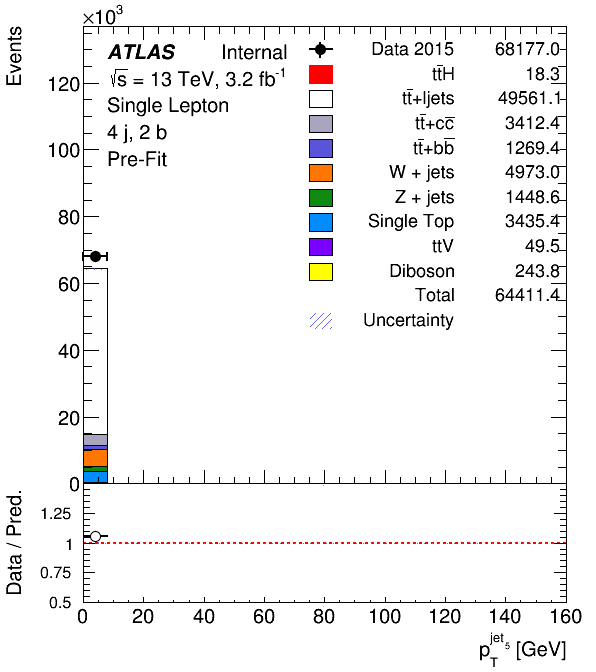 ×10³
Events
ATLAS Internal
√s = 13 TeV, 3.2 fb⁻¹
Single Lepton
4 j, 2 b
Pre-Fit
Data 2015 68177.0
tt̄H 18.3
tt̄+ljets 49561.1
tt̄+cc̄ 3412.4
tt̄+bb̄ 1269.4
W + jets 4973.0
Z + jets 1448.6
Single Top 3435.4
ttV 49.5
Diboson 243.8
Total 64411.4
Uncertainty
120
100
80
60
40
20
0
Data / Pred.
1.25
1
0.75
0.5
0 20 40 60 80 100 120 140 160
p_T^{jet_5} [GeV]